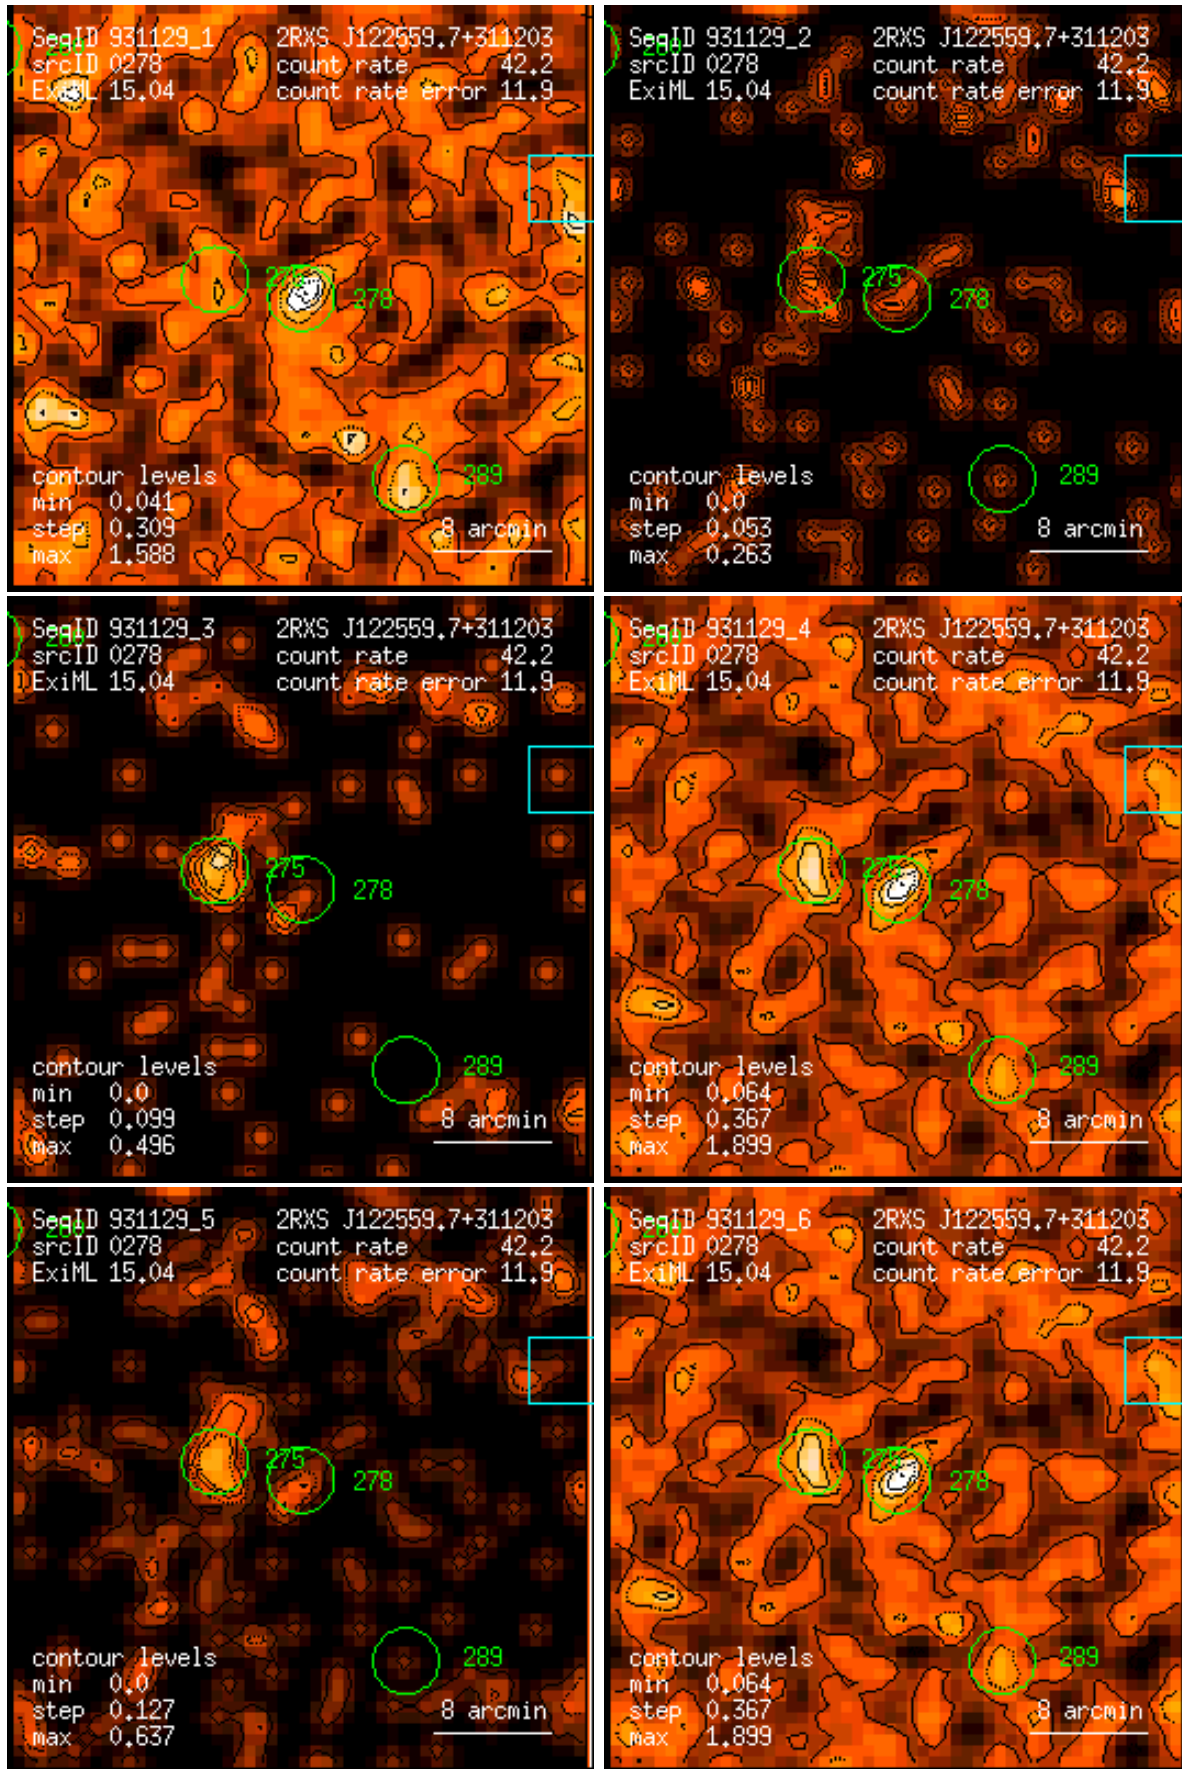 SegID 931129_1 2RXS J122559.7+311203
srcID 0278 count rate 42.2
ExiML 15.04 count rate error 11.9
275
278
289
contour levels
min 0.041
step 0.309
max 1.588
8 arcmin
SegID 931129_2 2RXS J122559.7+311203
srcID 0278 count rate 42.2
ExiML 15.04 count rate error 11.9
275
278
289
contour levels
min 0.0
step 0.053
max 0.263
8 arcmin
SegID 931129_3 2RXS J122559.7+311203
srcID 0278 count rate 42.2
ExiML 15.04 count rate error 11.9
275
278
289
contour levels
min 0.0
step 0.099
max 0.496
8 arcmin
SegID 931129_4 2RXS J122559.7+311203
srcID 0278 count rate 42.2
ExiML 15.04 count rate error 11.9
275
278
289
contour levels
min 0.064
step 0.367
max 1.899
8 arcmin
SegID 931129_5 2RXS J122559.7+311203
srcID 0278 count rate 42.2
ExiML 15.04 count rate error 11.9
275
278
289
contour levels
min 0.0
step 0.127
max 0.637
8 arcmin
SegID 931129_6 2RXS J122559.7+311203
srcID 0278 count rate 42.2
ExiML 15.04 count rate error 11.9
275
278
289
contour levels
min 0.064
step 0.367
max 1.899
8 arcmin